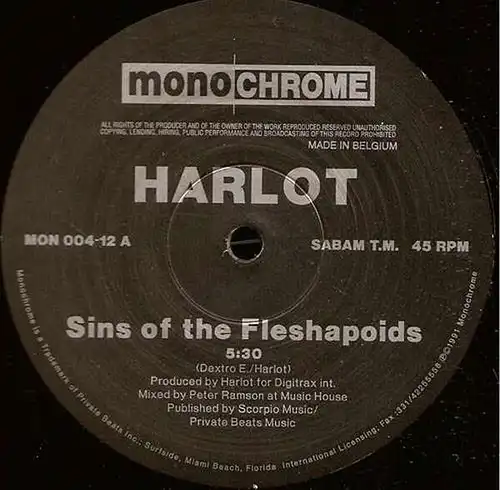 monoCHROME
ALL RIGHTS OF THE PRODUCER AND OF THE OWNER OF THE WORK REPRODUCED RESERVED UNAUTHORISED
COPYING, LENDING, HIRING, PUBLIC PERFORMANCE AND BROADCASTING OF THIS RECORD PROHIBITED
MADE IN BELGIUM
HARLOT
MON 004-12 A
SABAM T.M. 45 RPM
Sins of the Fleshapoids
5:30
(Dextro E./Harlot)
Produced by Harlot for Digitrax int.
Mixed by Peter Ramson at Music House
Published by Scorpio Music/
Private Beats Music
Monochrome is a Trademark of Private Beats Inc., Surfside, Miami Beach, Florida International Licensing, Fax:331/42255558 ℗©1991 Monochrome